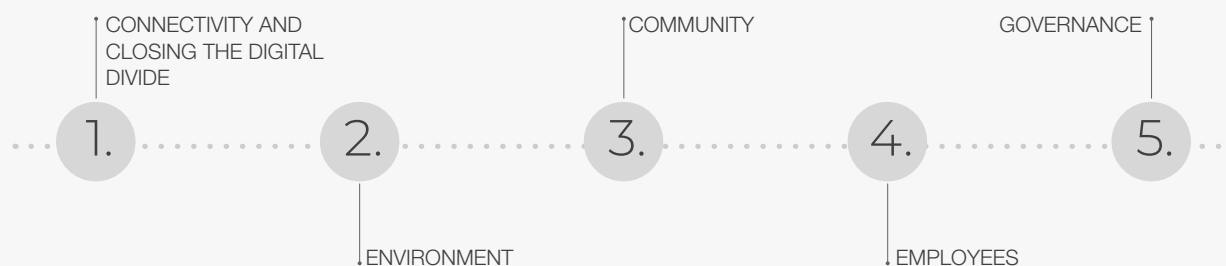 CONNECTIVITY AND
CLOSING THE DIGITAL
DIVIDE
COMMUNITY
GOVERNANCE
1.
2.
3.
4.
5.
ENVIRONMENT
EMPLOYEES